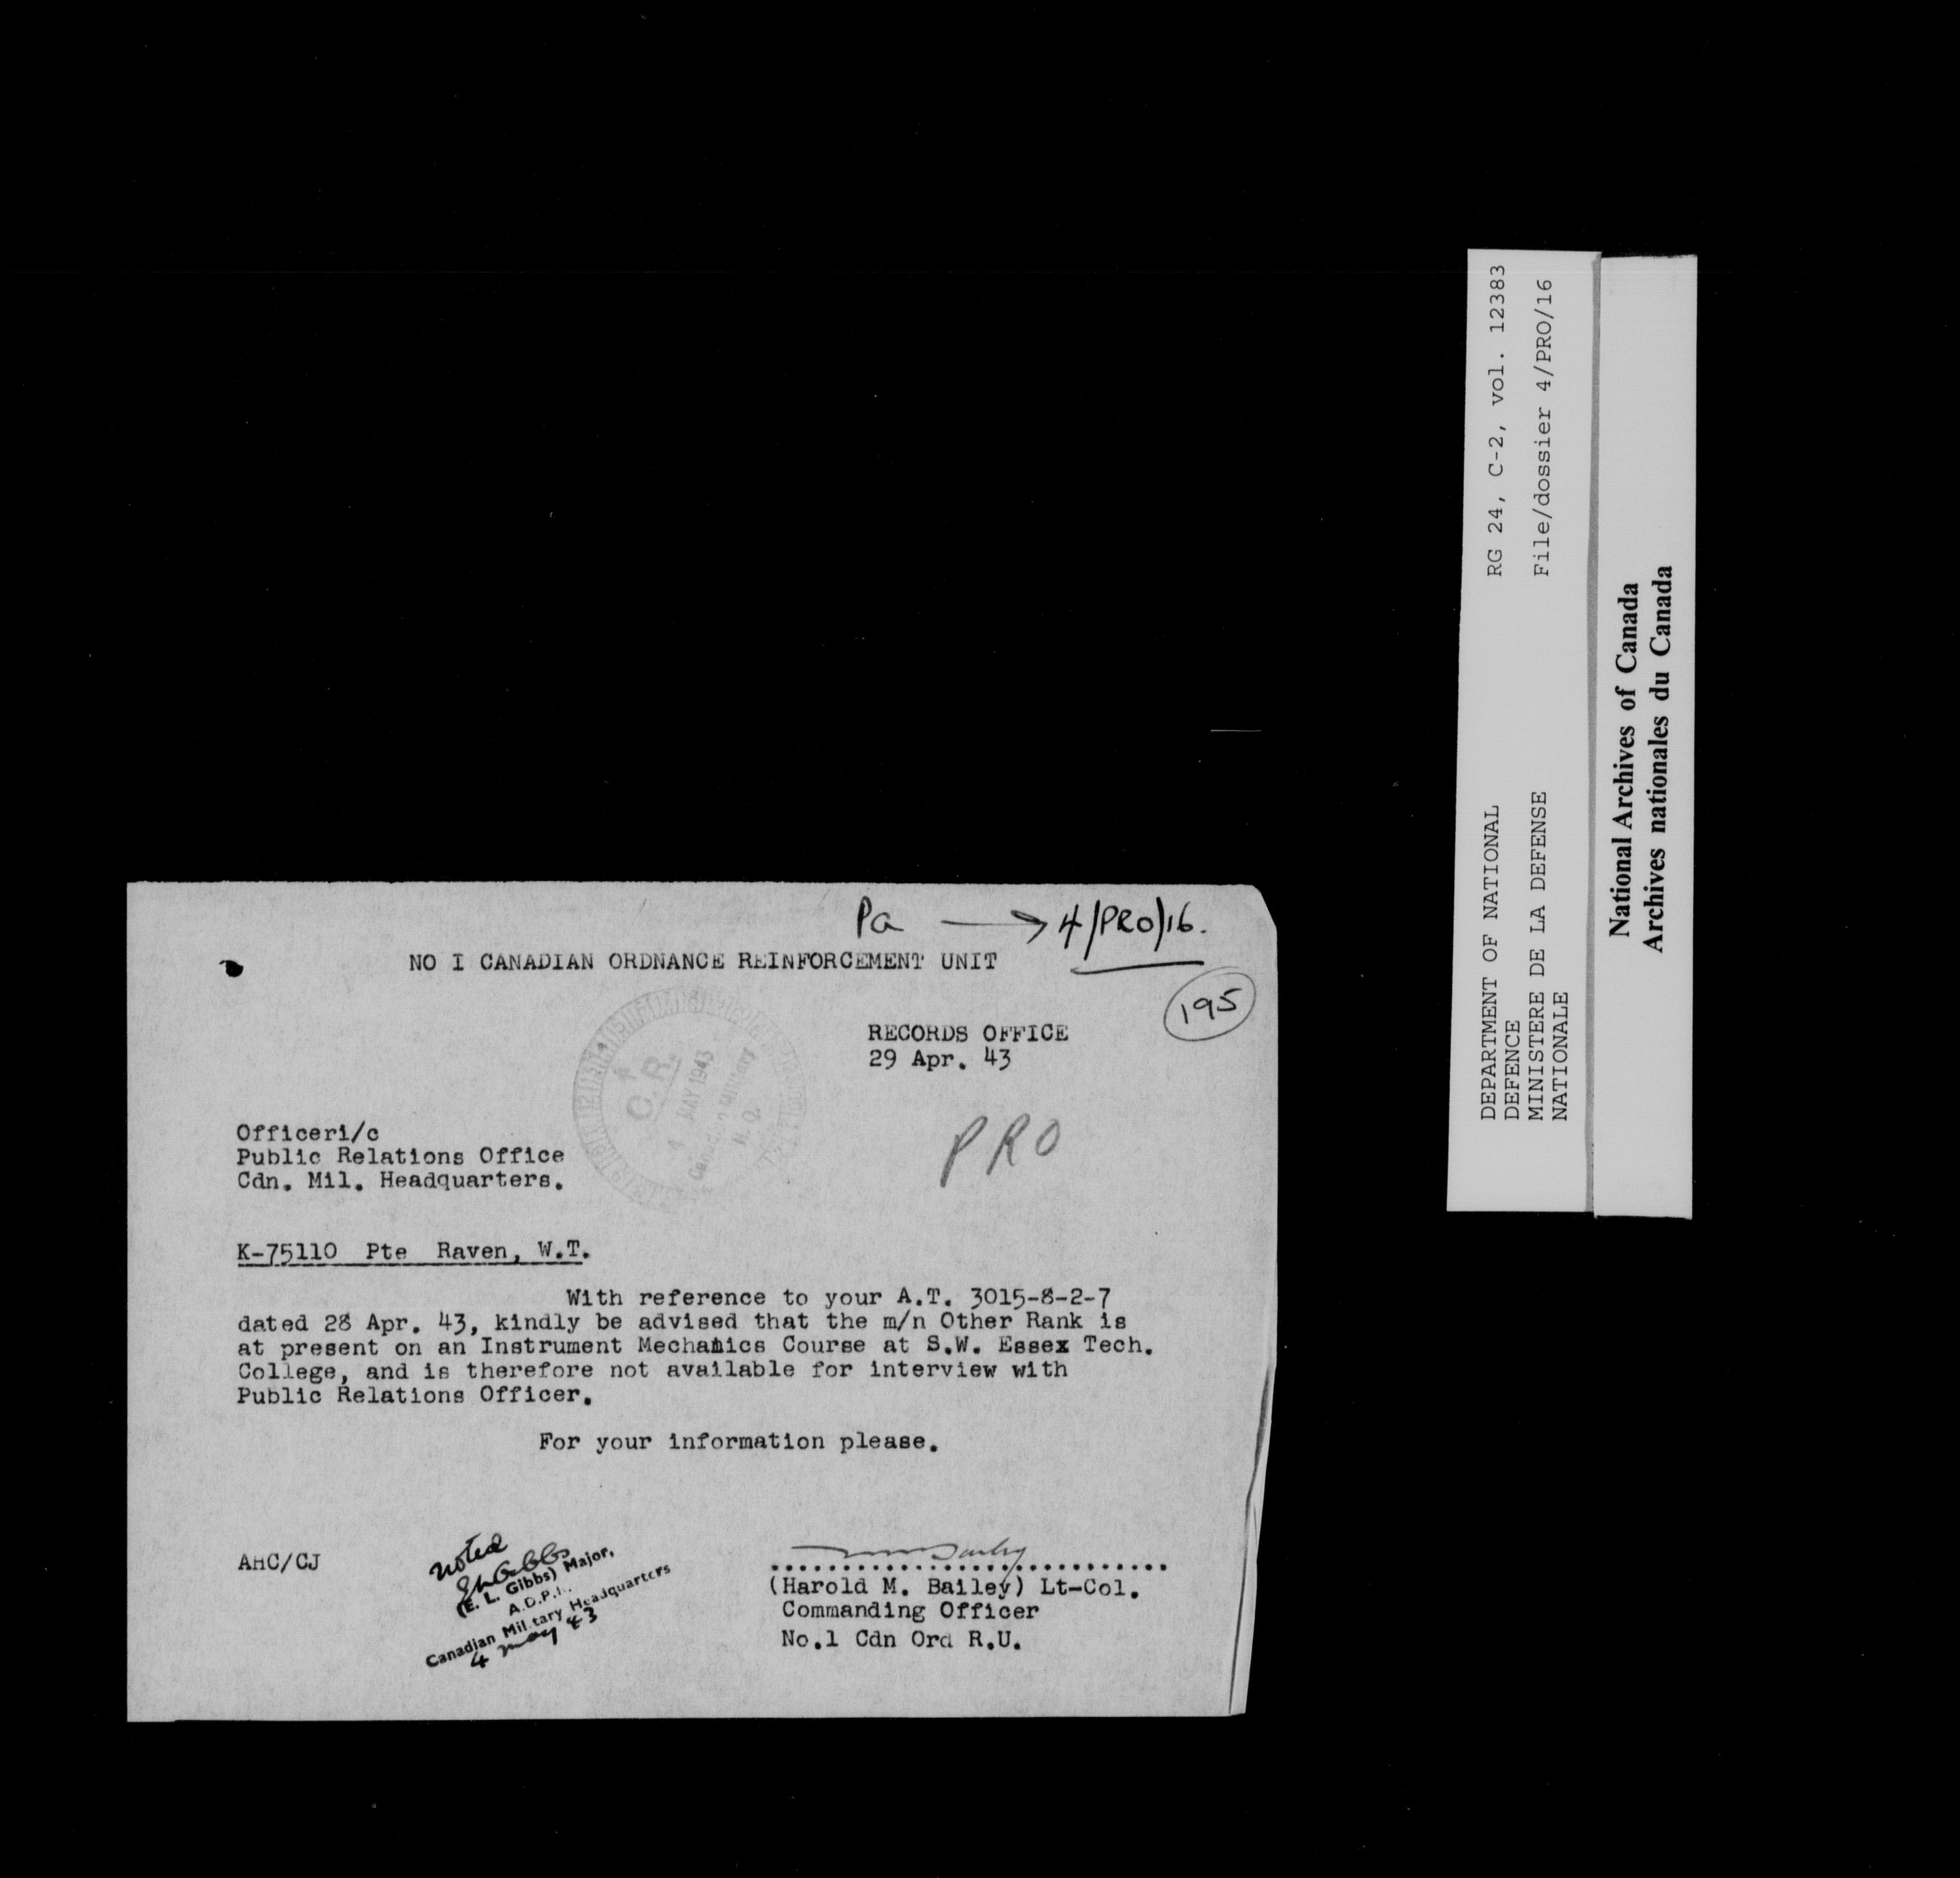 Pa → 4/PRO/16.
NO I CANADIAN ORDNANCE REINFORCEMENT UNIT
195
RECORDS OFFICE
29 Apr. 43
C. R.
MAY 1943
Military
H. Q.
PRO
Officeri/c
Public Relations Office
Cdn. Mil. Headquarters.
K-75110 Pte Raven, W.T.
With reference to your A.T. 3015-8-2-7
dated 28 Apr. 43, kindly be advised that the m/n Other Rank is
at present on an Instrument Mechanics Course at S.W. Essex Tech.
College, and is therefore not available for interview with
Public Relations Officer.
For your information please.
AHC/CJ
noted
(E. L. Gibbs) Major,
A.D.P.R.
Canadian Military Headquarters
4 May 43
(Harold M. Bailey) Lt-Col.
Commanding Officer
No.1 Cdn Ord R.U.
DEPARTMENT OF NATIONAL
DEFENCE
MINISTERE DE LA DEFENSE
NATIONALE
RG 24, C-2, vol. 12383
File/dossier 4/PRO/16
National Archives of Canada
Archives nationales du Canada